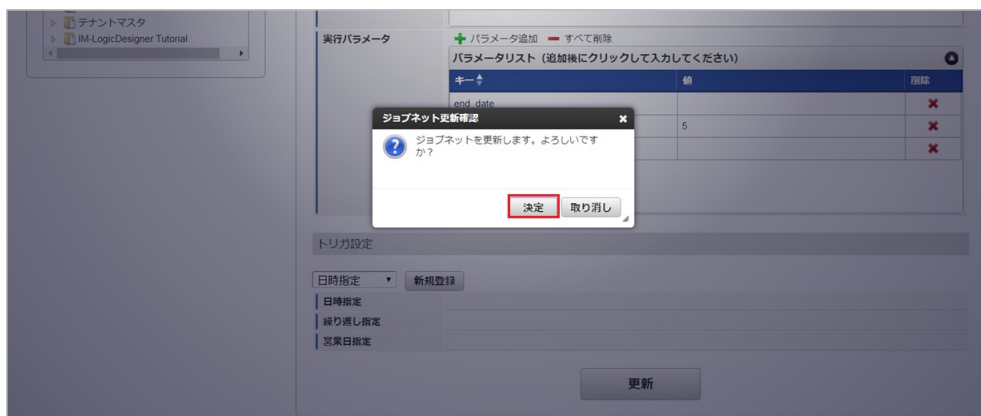 テナントマスタ
IM-LogicDesigner Tutorial
実行パラメータ
パラメータ追加 すべて削除
パラメータリスト（追加後にクリックして入力してください）
キー 値 削除
end_date
5
ジョブネット更新確認
ジョブネットを更新します。よろしいです
か？
決定 取り消し
トリガ設定
日時指定 新規登録
日時指定
繰り返し指定
営業日指定
更新